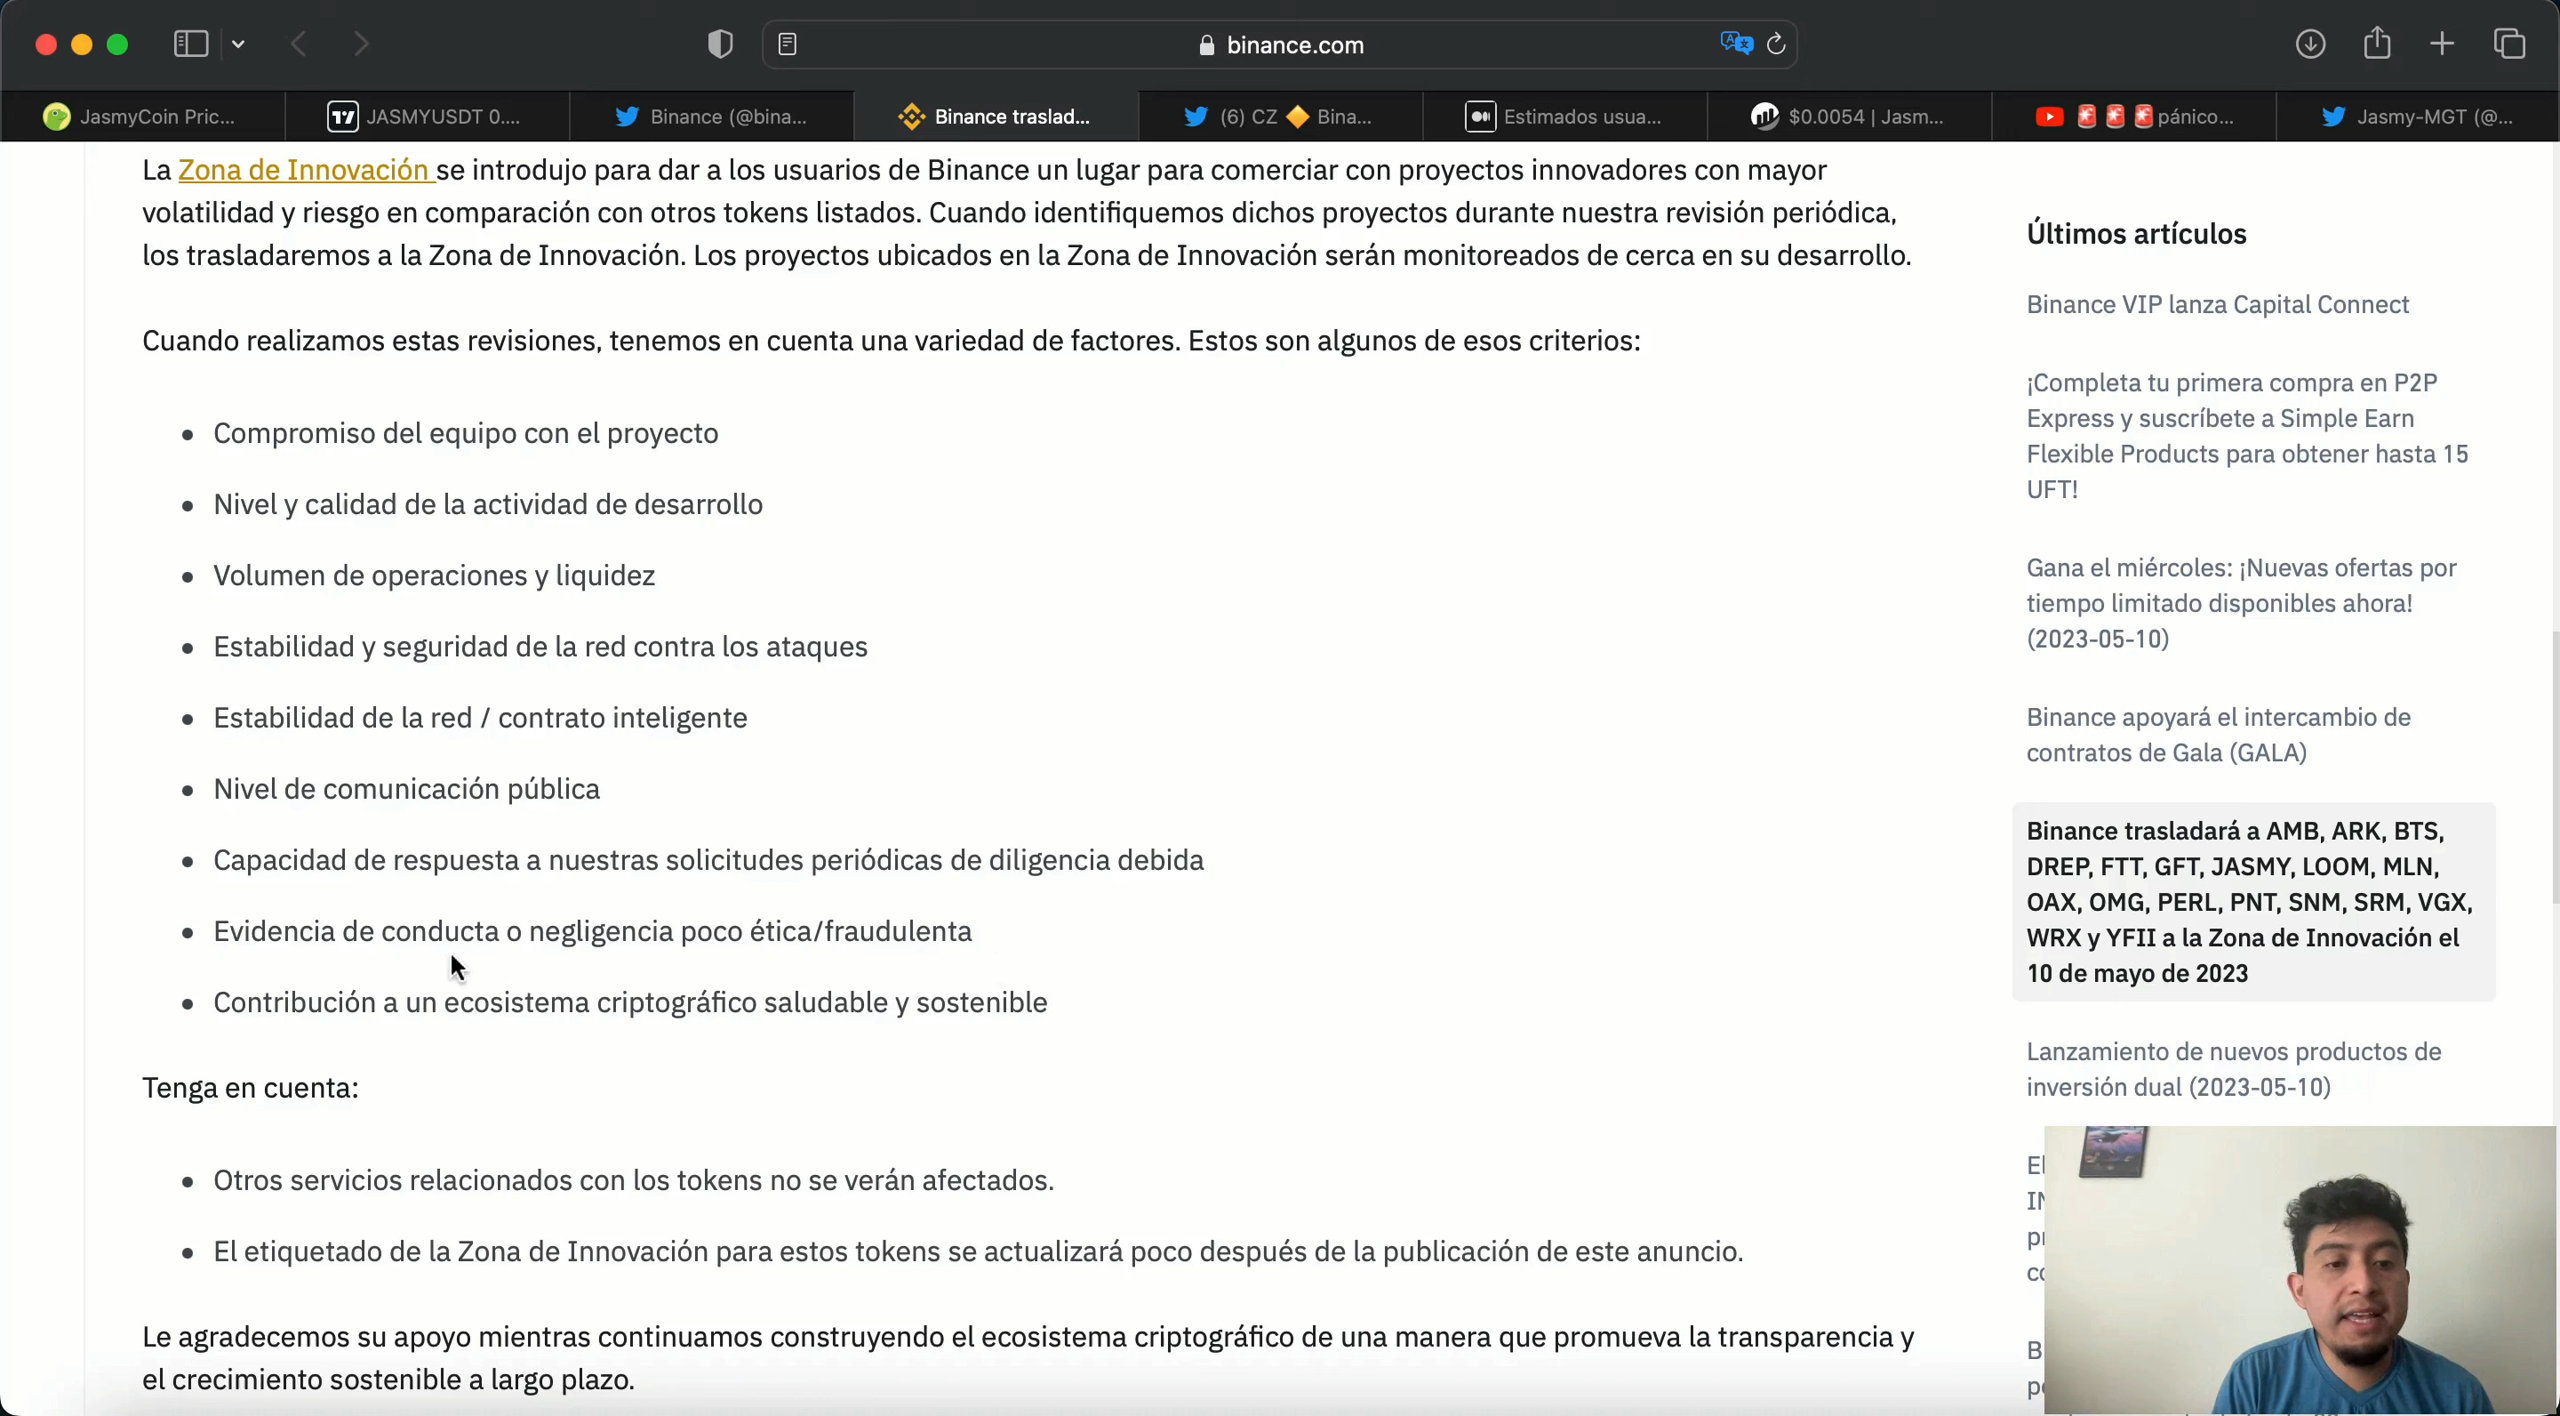 binance.com
JasmyCoin Pric...
JASMYUSDT 0....
Binance (@bina...
Binance traslad...
(6) CZ 🔶 Bina...
Estimados usua...
$0.0054 | Jasm...
🚨 🚨 🚨 pánico...
Jasmy-MGT (@...
La Zona de Innovación se introdujo para dar a los usuarios de Binance un lugar para comerciar con proyectos innovadores con mayor
volatilidad y riesgo en comparación con otros tokens listados. Cuando identifiquemos dichos proyectos durante nuestra revisión periódica,
los trasladaremos a la Zona de Innovación. Los proyectos ubicados en la Zona de Innovación serán monitoreados de cerca en su desarrollo.
Cuando realizamos estas revisiones, tenemos en cuenta una variedad de factores. Estos son algunos de esos criterios:
• Compromiso del equipo con el proyecto
• Nivel y calidad de la actividad de desarrollo
• Volumen de operaciones y liquidez
• Estabilidad y seguridad de la red contra los ataques
• Estabilidad de la red / contrato inteligente
• Nivel de comunicación pública
• Capacidad de respuesta a nuestras solicitudes periódicas de diligencia debida
• Evidencia de conducta o negligencia poco ética/fraudulenta
• Contribución a un ecosistema criptográfico saludable y sostenible
Tenga en cuenta:
• Otros servicios relacionados con los tokens no se verán afectados.
• El etiquetado de la Zona de Innovación para estos tokens se actualizará poco después de la publicación de este anuncio.
Le agradecemos su apoyo mientras continuamos construyendo el ecosistema criptográfico de una manera que promueva la transparencia y
el crecimiento sostenible a largo plazo.
Últimos artículos
Binance VIP lanza Capital Connect
¡Completa tu primera compra en P2P
Express y suscríbete a Simple Earn
Flexible Products para obtener hasta 15
UFT!
Gana el miércoles: ¡Nuevas ofertas por
tiempo limitado disponibles ahora!
(2023-05-10)
Binance apoyará el intercambio de
contratos de Gala (GALA)
Binance trasladará a AMB, ARK, BTS,
DREP, FTT, GFT, JASMY, LOOM, MLN,
OAX, OMG, PERL, PNT, SNM, SRM, VGX,
WRX y YFII a la Zona de Innovación el
10 de mayo de 2023
Lanzamiento de nuevos productos de
inversión dual (2023-05-10)